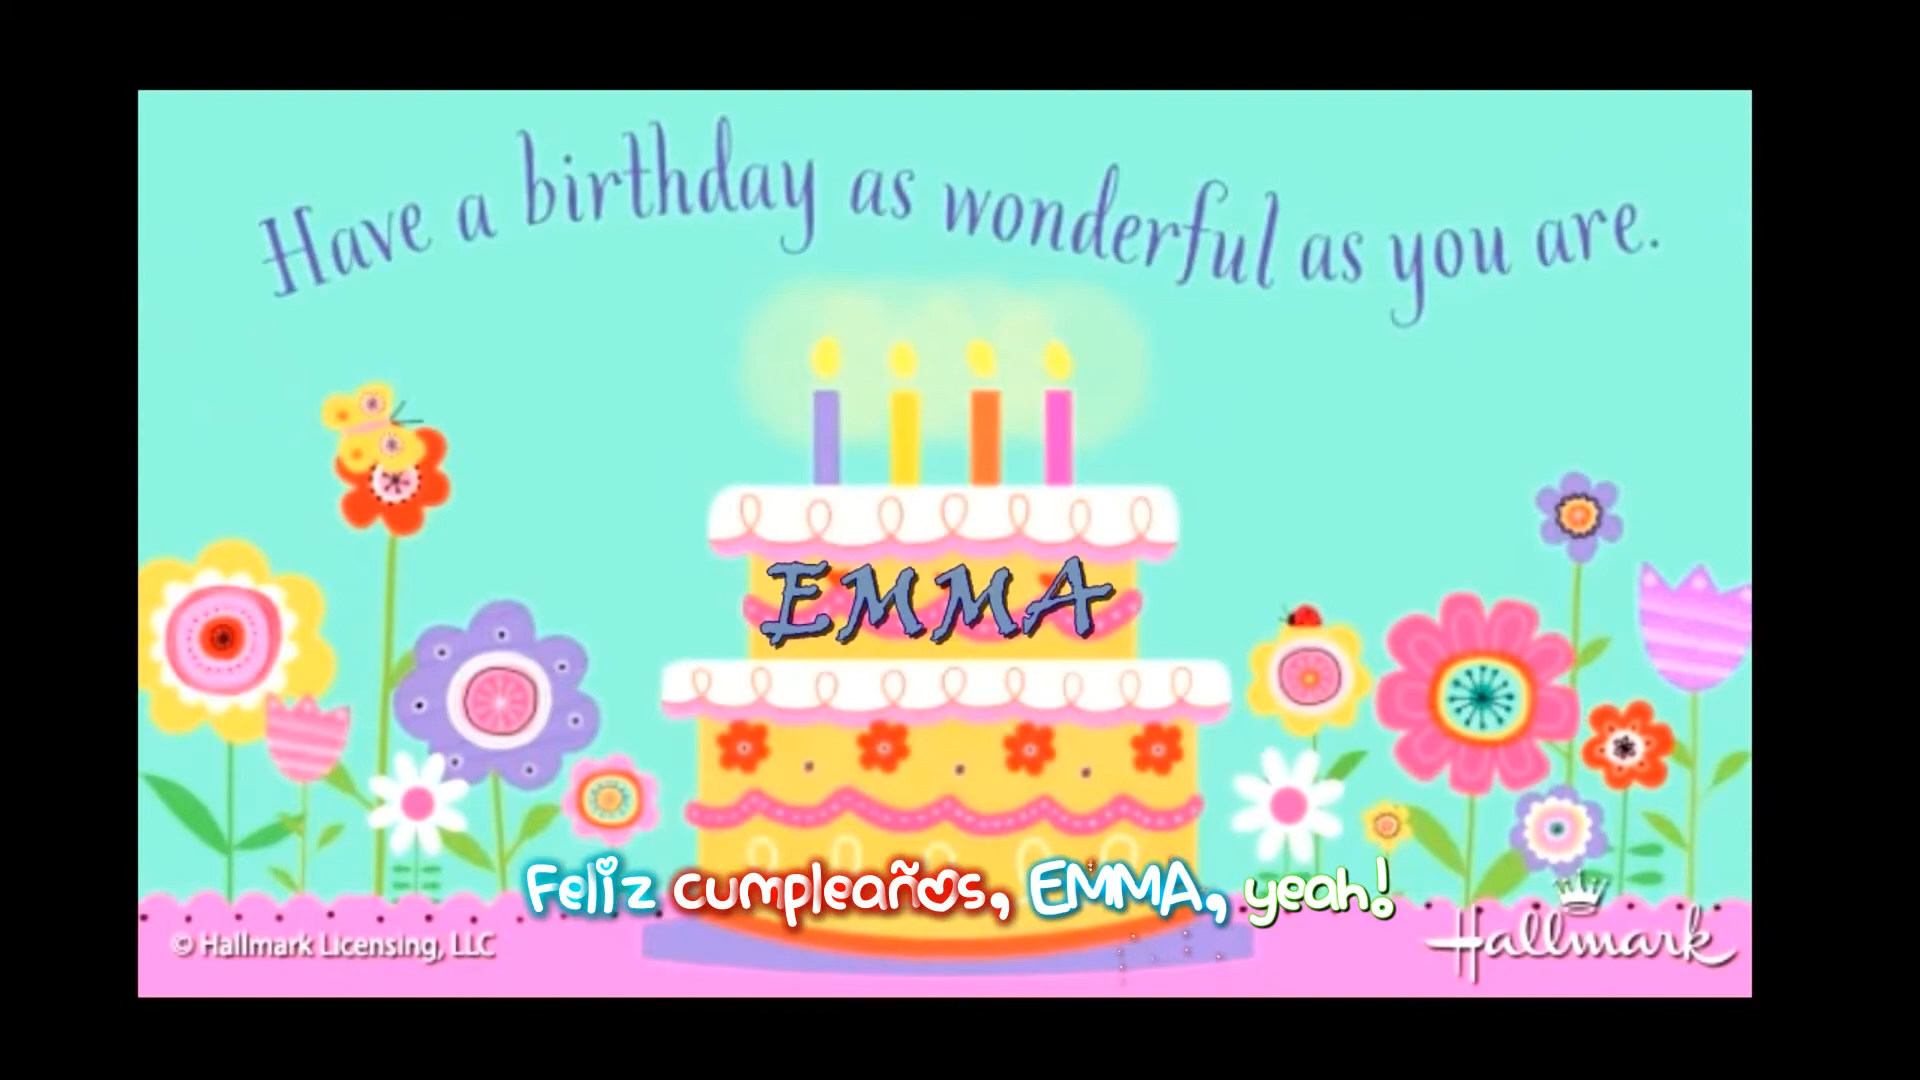 Have a birthday as wonderful as you are.
EMMA
Feliz cumpleaños, EMMA, yeah!
© Hallmark Licensing, LLC
Hallmark